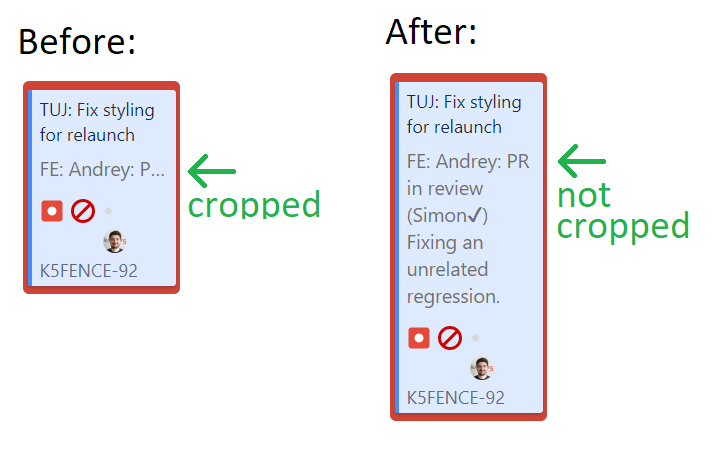 Before:
TUJ: Fix styling
for relaunch
FE: Andrey: P...
K5FENCE-92
cropped
After:
TUJ: Fix styling
for relaunch
FE: Andrey: PR
in review
(Simon✓)
Fixing an
unrelated
regression.
K5FENCE-92
not
cropped